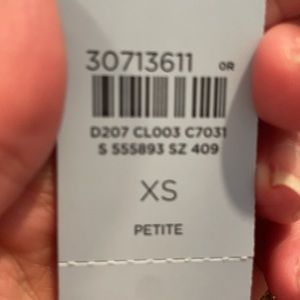 30713611 OR
D207 CL003 C7031
S 555893 SZ 409
XS
PETITE